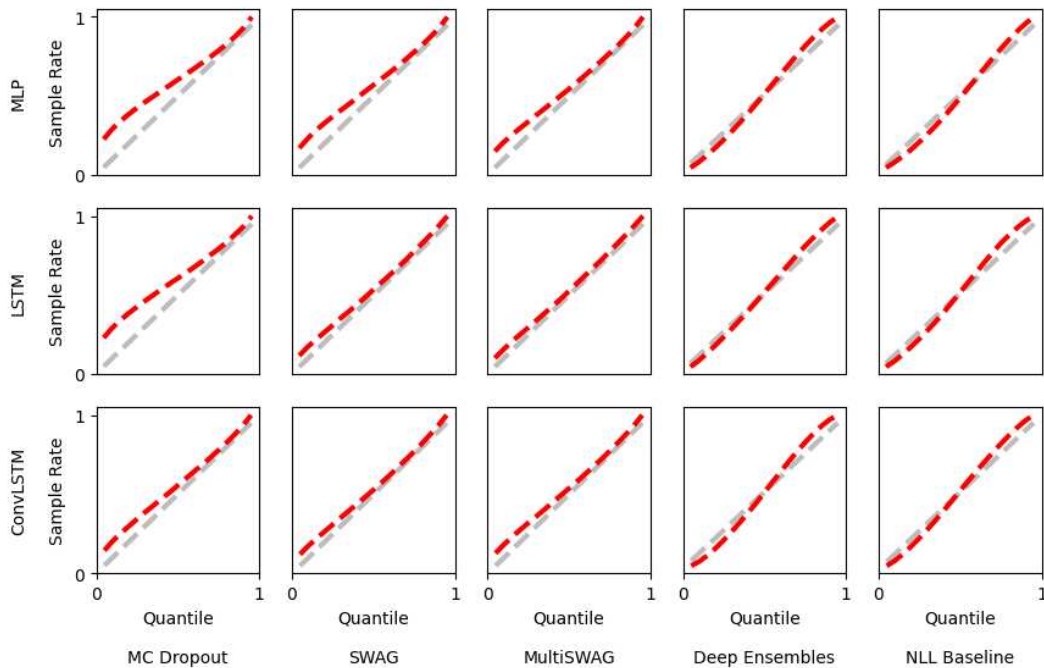 1
MLP
Sample Rate
0
1
LSTM
Sample Rate
0
1
ConvLSTM
Sample Rate
0
0 1 0 1 0 1 0 1 0 1
Quantile Quantile Quantile Quantile Quantile
MC Dropout SWAG MultiSWAG Deep Ensembles NLL Baseline